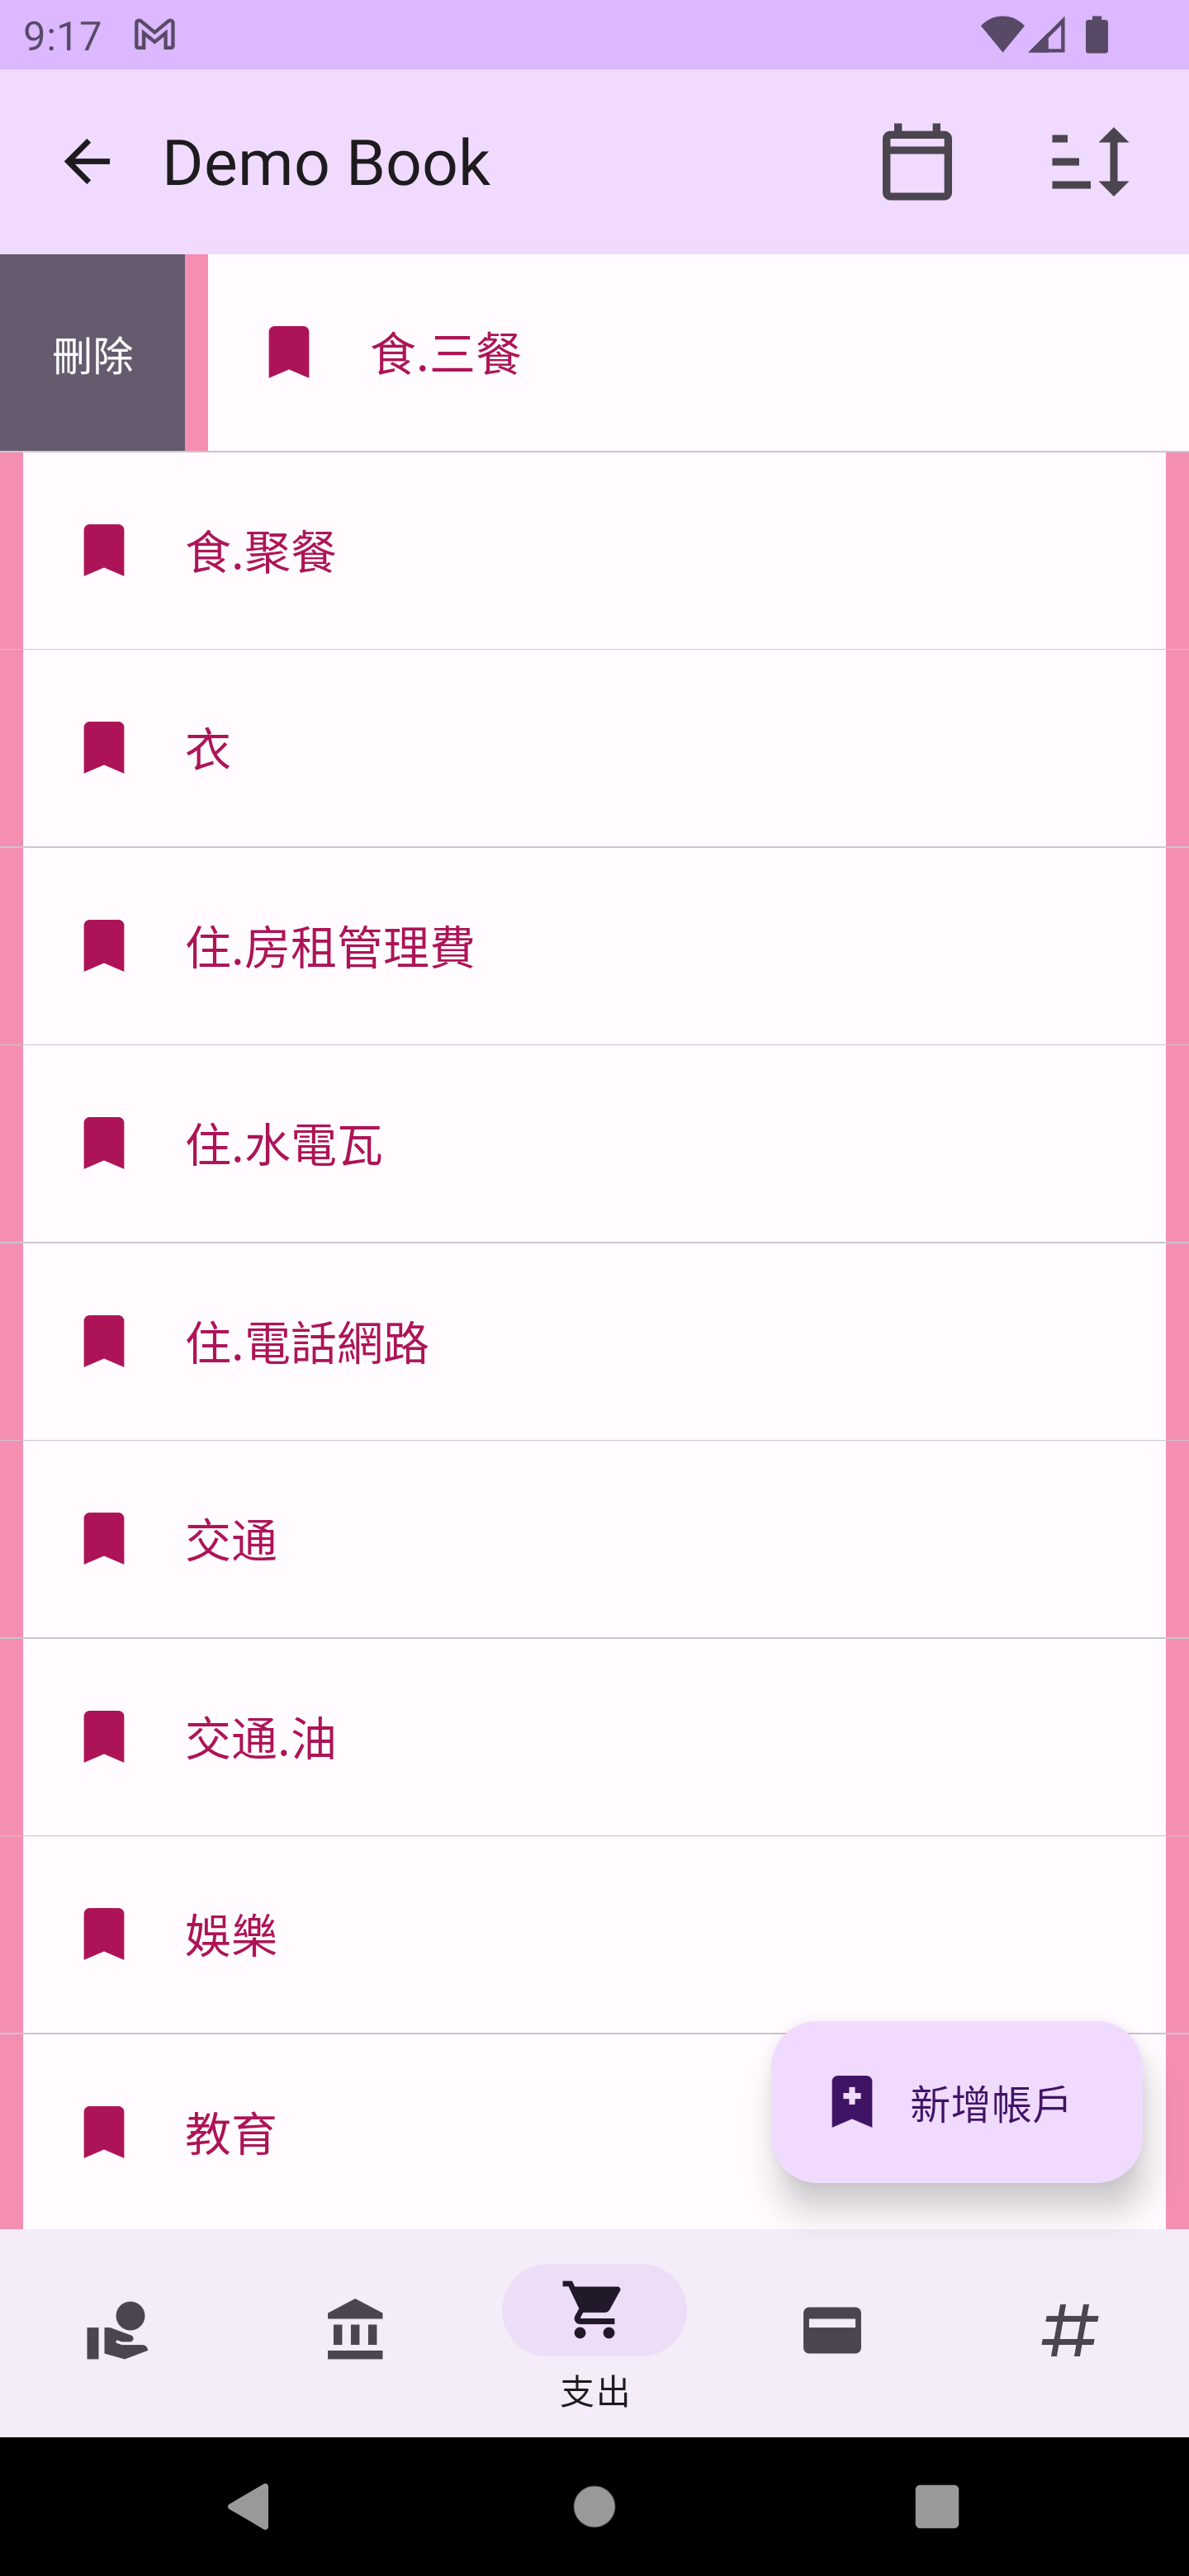 9:17
Demo Book
刪除
食.三餐
食.聚餐
衣
住.房租管理費
住.水電瓦
住.電話網路
交通
交通.油
娛樂
教育
新增帳戶
支出